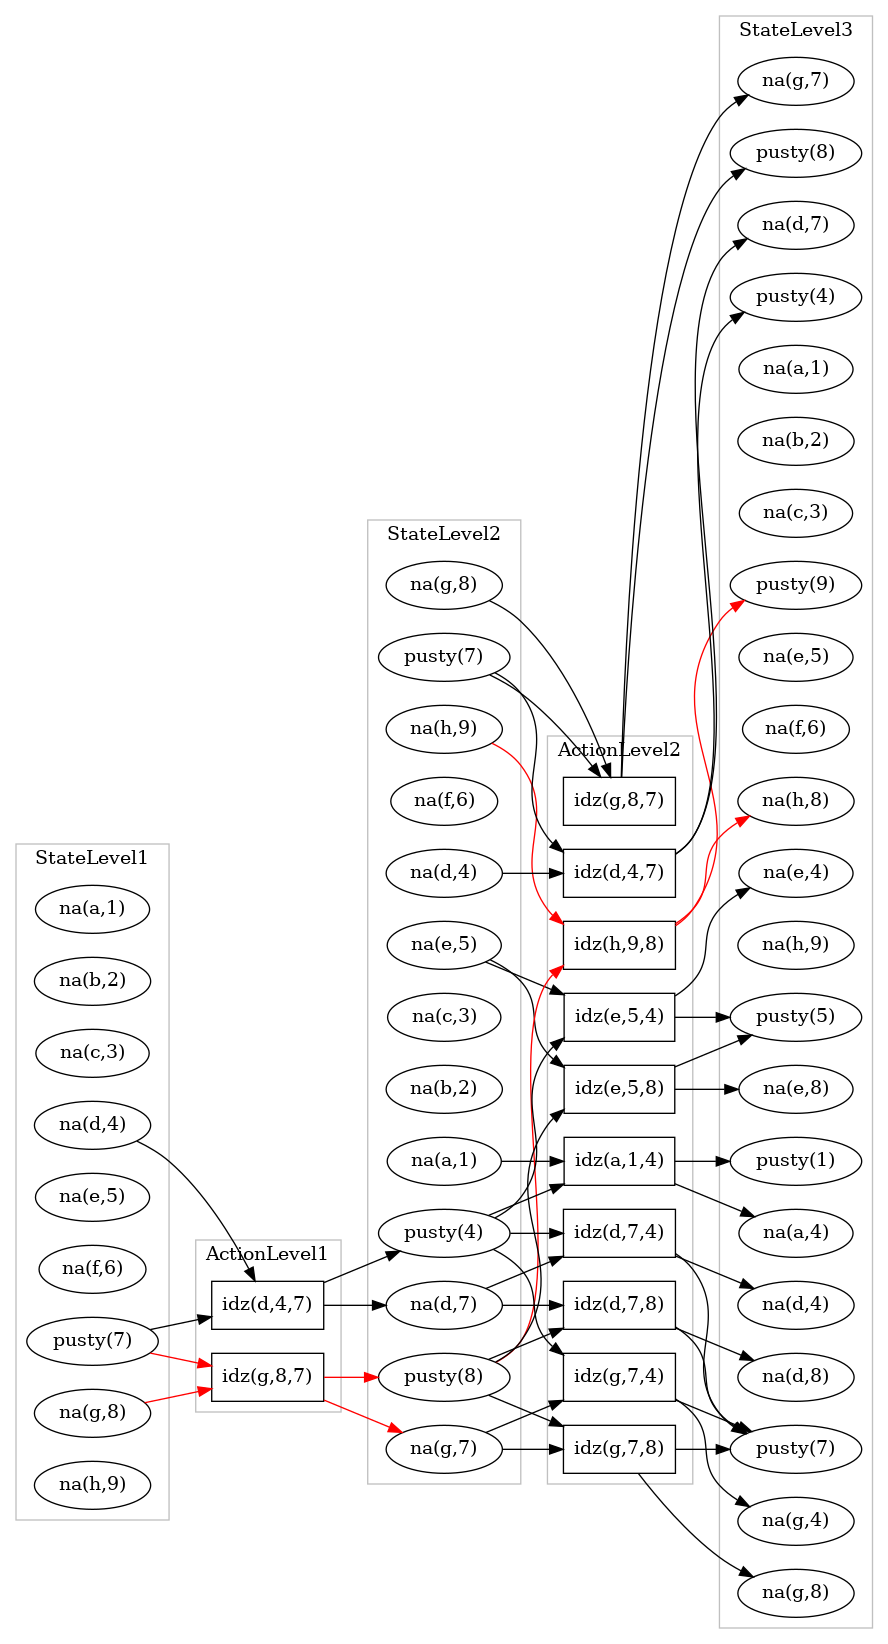 StateLevel1
na(a,1)
na(b,2)
na(c,3)
na(d,4)
na(e,5)
na(f,6)
pusty(7)
na(g,8)
na(h,9)
ActionLevel1
idz(d,4,7)
idz(g,8,7)
StateLevel2
na(g,8)
pusty(7)
na(h,9)
na(f,6)
na(d,4)
na(e,5)
na(c,3)
na(b,2)
na(a,1)
pusty(4)
na(d,7)
pusty(8)
na(g,7)
ActionLevel2
idz(g,8,7)
idz(d,4,7)
idz(h,9,8)
idz(e,5,4)
idz(e,5,8)
idz(a,1,4)
idz(d,7,4)
idz(d,7,8)
idz(g,7,4)
idz(g,7,8)
StateLevel3
na(g,7)
pusty(8)
na(d,7)
pusty(4)
na(a,1)
na(b,2)
na(c,3)
pusty(9)
na(e,5)
na(f,6)
na(h,8)
na(e,4)
na(h,9)
pusty(5)
na(e,8)
pusty(1)
na(a,4)
na(d,4)
na(d,8)
pusty(7)
na(g,4)
na(g,8)